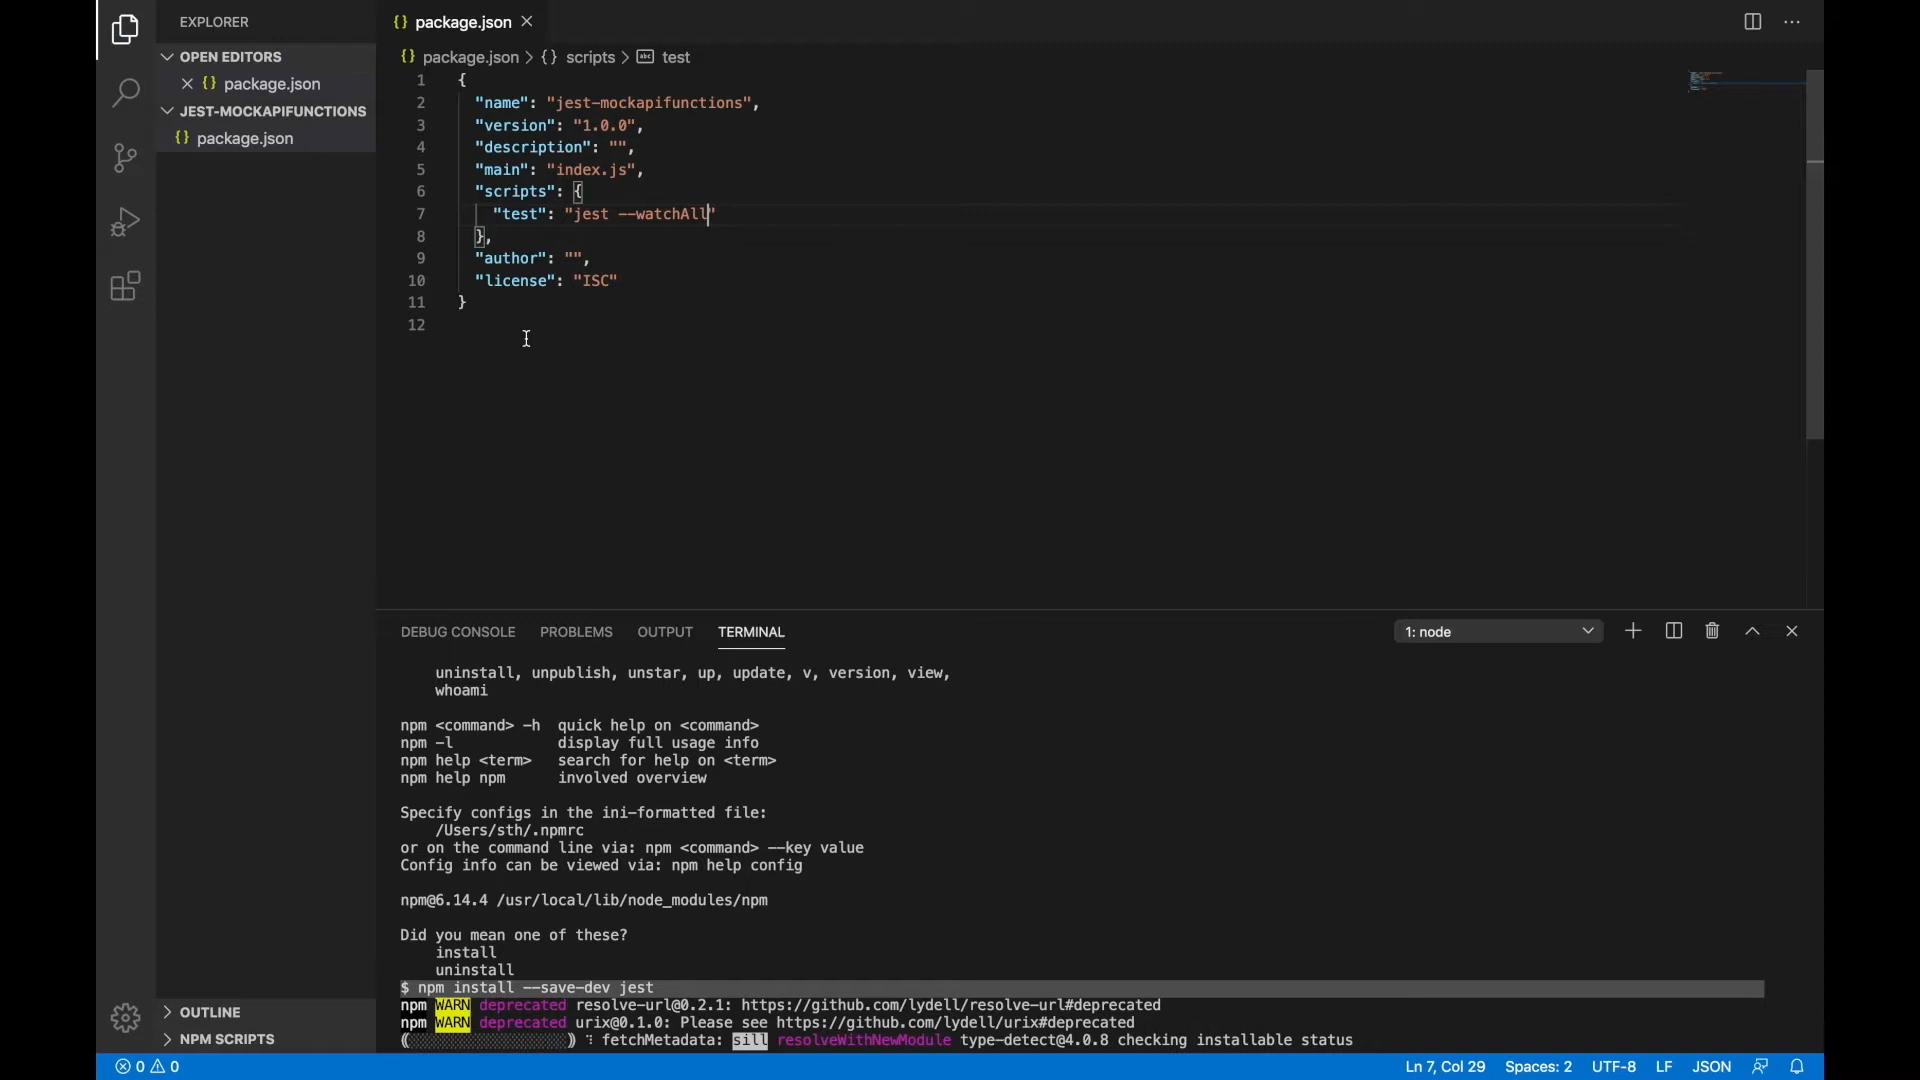 EXPLORER
OPEN EDITORS
package.json
JEST-MOCKAPIFUNCTIONS
package.json
OUTLINE
NPM SCRIPTS
package.json
package.json > {} scripts > abc test
1 {
2 "name": "jest-mockapifunctions",
3 "version": "1.0.0",
4 "description": "",
5 "main": "index.js",
6 "scripts": {
7 "test": "jest --watchAll"
8 },
9 "author": "",
10 "license": "ISC"
11 }
12
DEBUG CONSOLE PROBLEMS OUTPUT TERMINAL 1: node
uninstall, unpublish, unstar, up, update, v, version, view,
whoami
npm <command> -h quick help on <command>
npm -l display full usage info
npm help <term> search for help on <term>
npm help npm involved overview
Specify configs in the ini-formatted file:
/Users/sth/.npmrc
or on the command line via: npm <command> --key value
Config info can be viewed via: npm help config
npm@6.14.4 /usr/local/lib/node_modules/npm
Did you mean one of these?
install
uninstall
$ npm install --save-dev jest
npm WARN deprecated resolve-url@0.2.1: https://github.com/lydell/resolve-url#deprecated
npm WARN deprecated urix@0.1.0: Please see https://github.com/lydell/urix#deprecated
fetchMetadata: sill resolveWithNewModule type-detect@4.0.8 checking installable status
0 0 Ln 7, Col 29 Spaces: 2 UTF-8 LF JSON